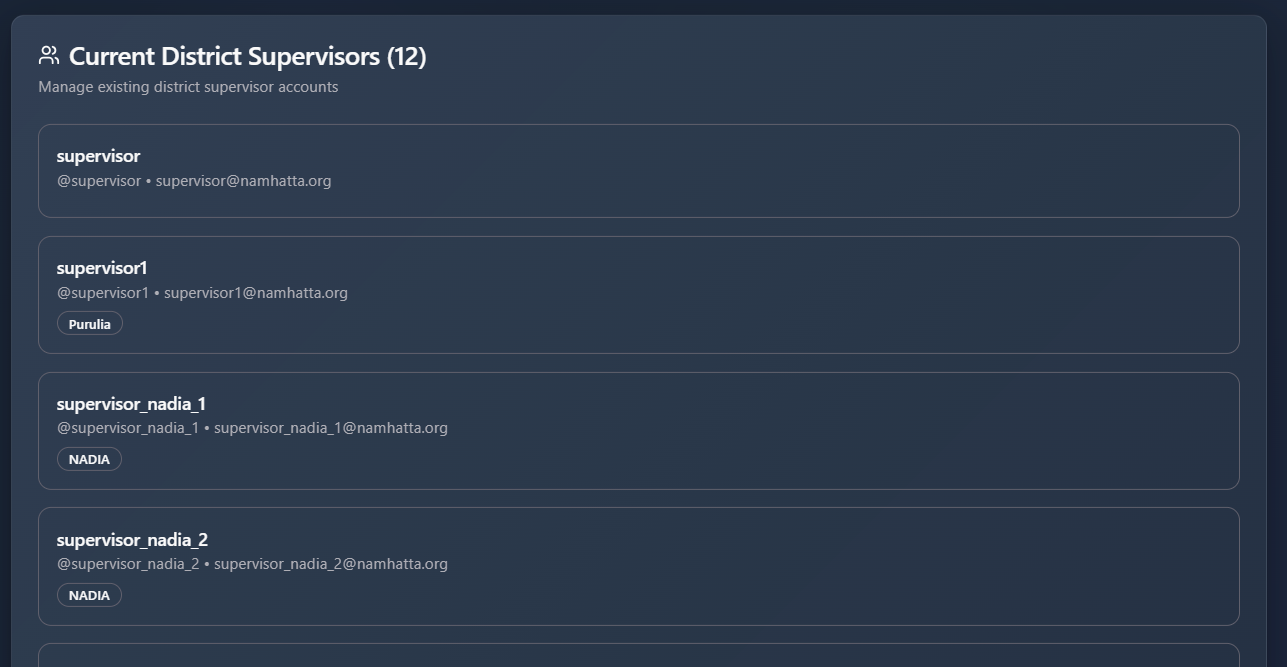 Current District Supervisors (12)
Manage existing district supervisor accounts
supervisor
@supervisor • supervisor@namhatta.org
supervisor1
@supervisor1 • supervisor1@namhatta.org
Purulia
supervisor_nadia_1
@supervisor_nadia_1 • supervisor_nadia_1@namhatta.org
NADIA
supervisor_nadia_2
@supervisor_nadia_2 • supervisor_nadia_2@namhatta.org
NADIA